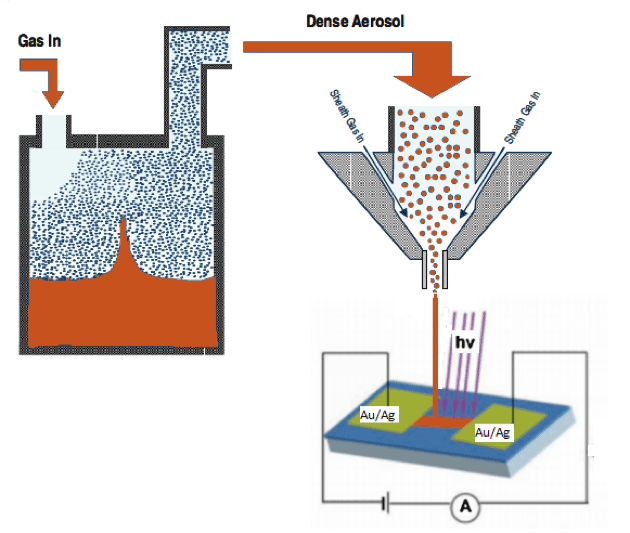 Dense Aerosol
Gas In
Sheath Gas In
Sheath Gas In
hv
Au/Ag
Au/Ag
A